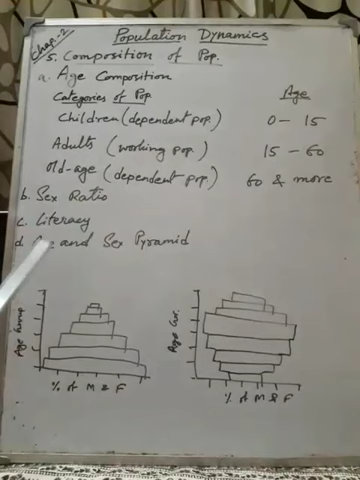 Chap-2
Population Dynamics
5. Composition of Pop.
a. Age Composition
Categories of Pop. Age
Children (dependent pop.) 0 - 15
Adults (working pop.) 15 - 60
Old-age (dependent pop.) 60 & more
b. Sex Ratio
c. Literacy
d. and Sex Pyramid
Age Group
% of M & F
Age Gr.
% of M & F